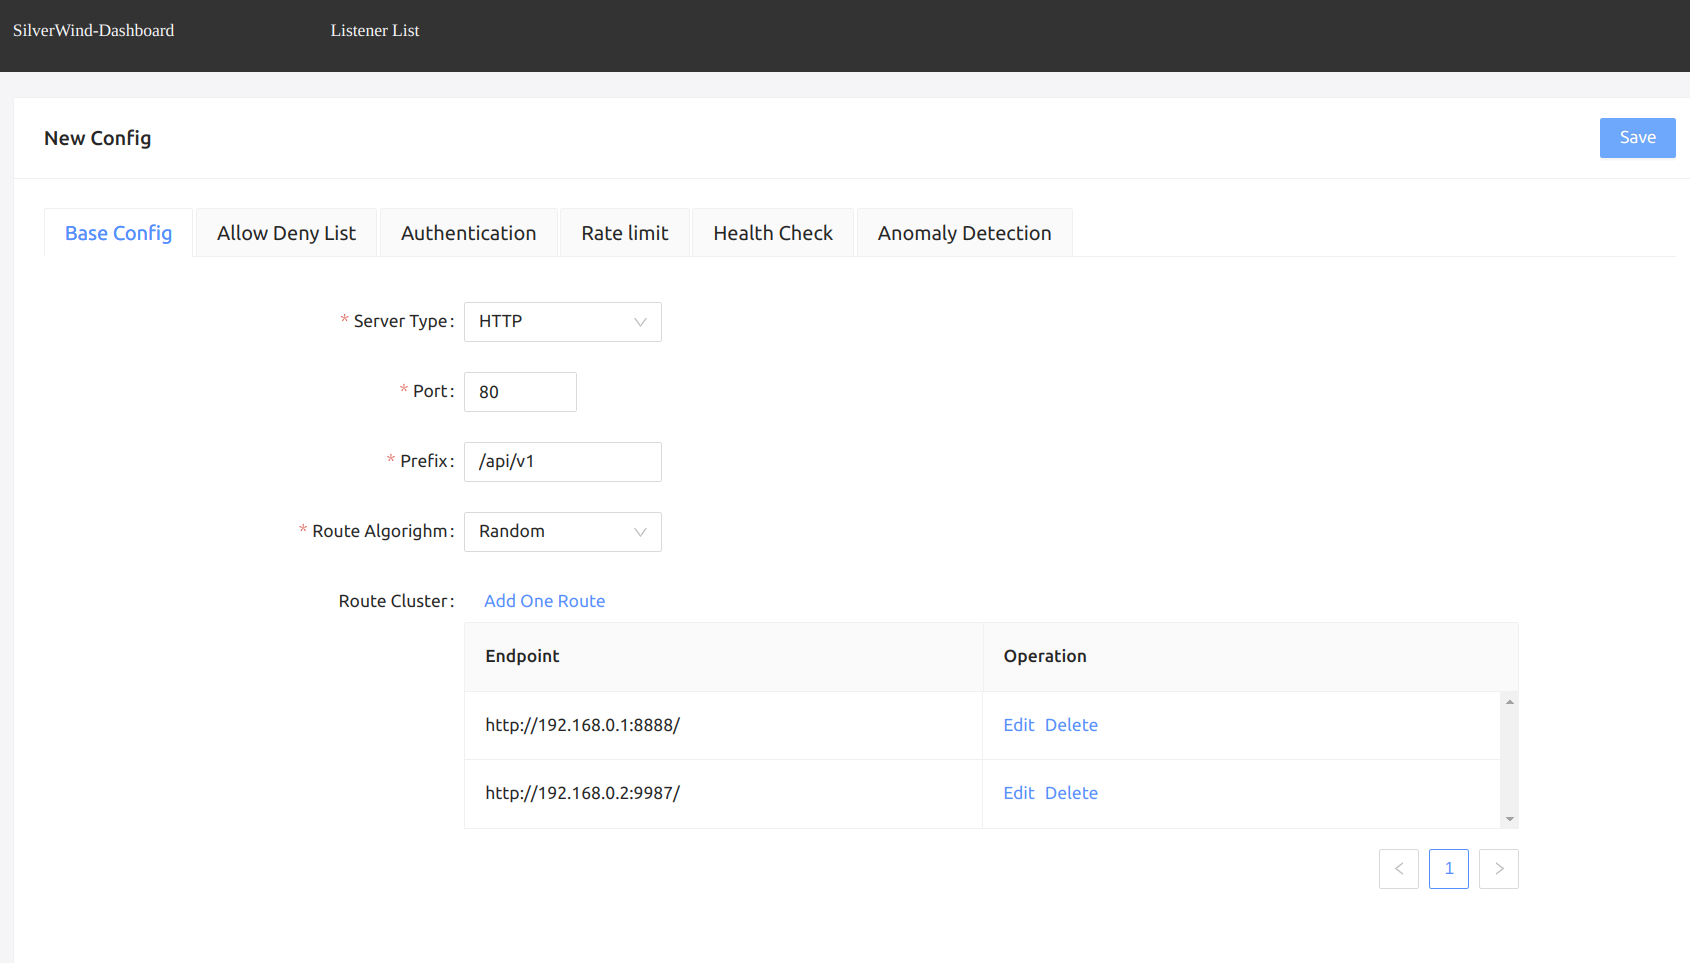 SilverWind-Dashboard Listener List
New Config Save
Base Config Allow Deny List Authentication Rate limit Health Check Anomaly Detection
* Server Type: HTTP
* Port: 80
* Prefix: /api/v1
* Route Algorighm: Random
Route Cluster: Add One Route
Endpoint Operation
http://192.168.0.1:8888/ Edit Delete
http://192.168.0.2:9987/ Edit Delete
< 1 >